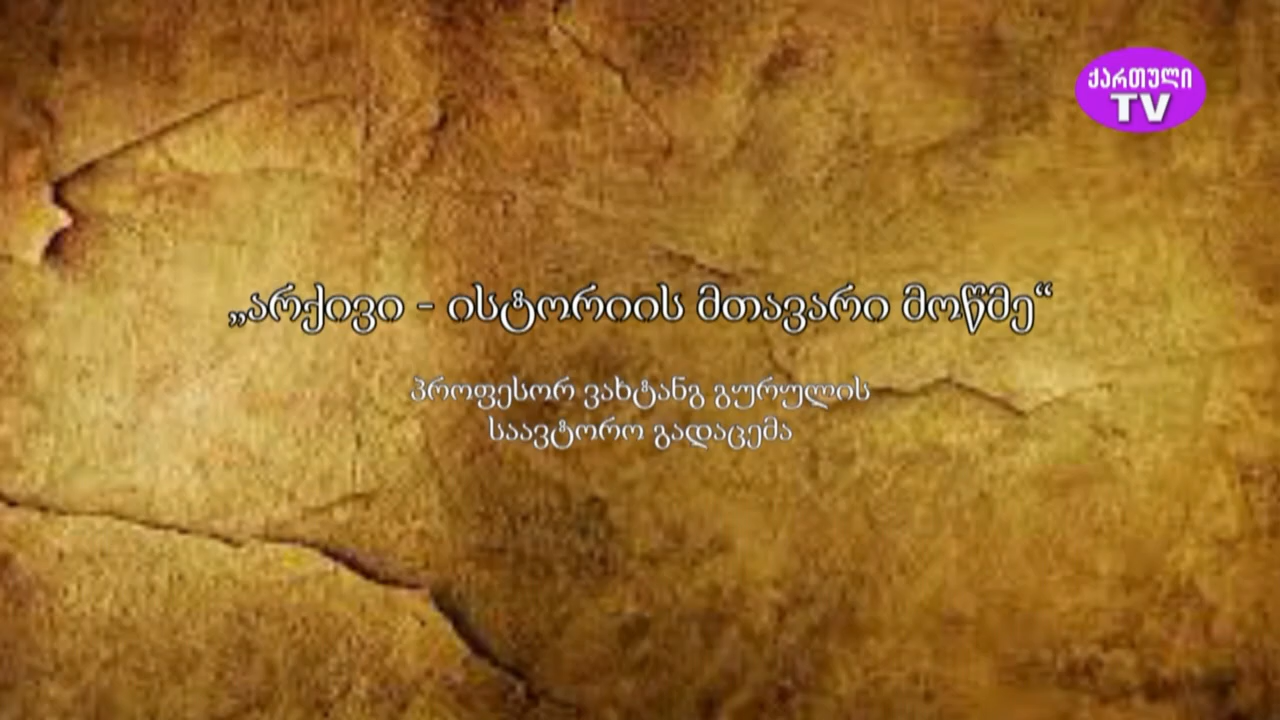 ქართული
TV
„არქივი - ისტორიის მთავარი მოწმე“
პროფესორ ვახტანგ გურულის
საავტორო გადაცემა